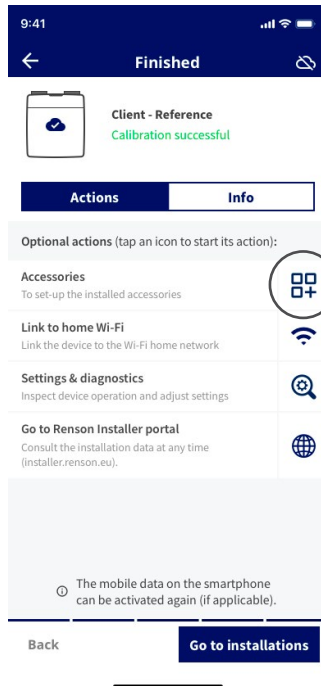 9:41
Finished
Client - Reference
Calibration successful
Actions
Info
Optional actions (tap an icon to start its action):
Accessories
To set-up the installed accessories
Link to home Wi-Fi
Link the device to the Wi-Fi home network
Settings & diagnostics
Inspect device operation and adjust settings
Go to Renson Installer portal
Consult the installation data at any time
(installer.renson.eu).
The mobile data on the smartphone
can be activated again (if applicable).
Back
Go to installations